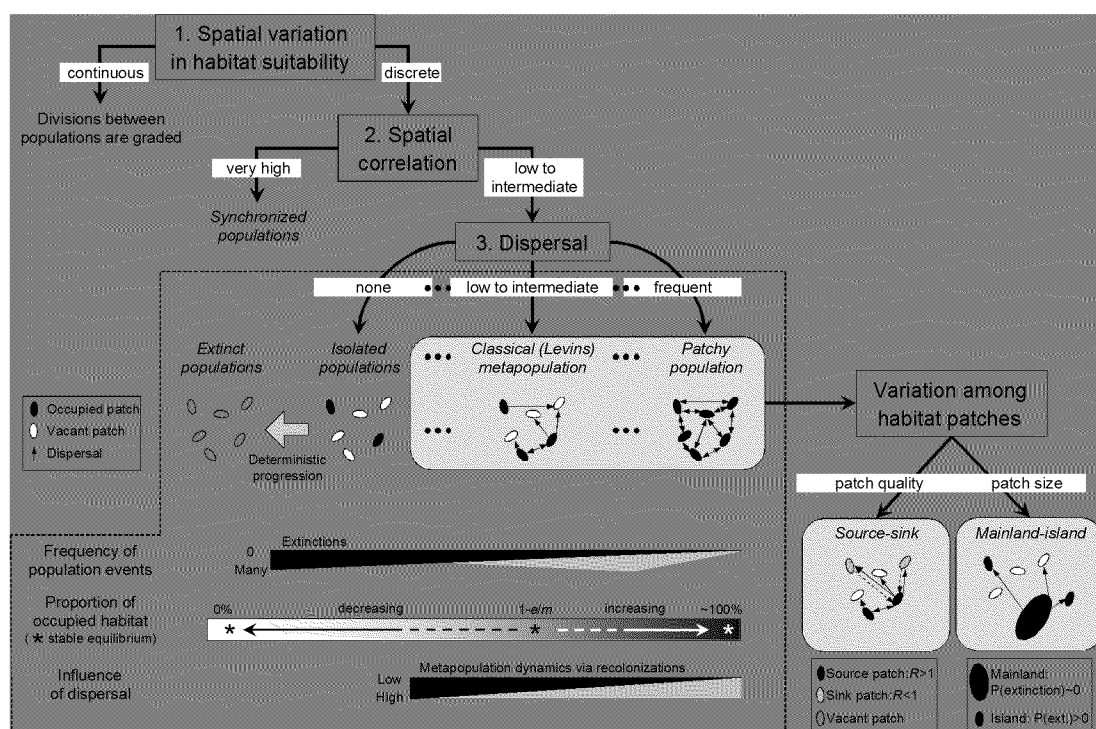 1. Spatial variation
in habitat suitability
continuous
discrete
Divisions between
populations are graded
2. Spatial
correlation
very high
low to
intermediate
Synchronized
populations
3. Dispersal
none
low to intermediate
frequent
Extinct
populations
Isolated
populations
Classical (Levins)
metapopulation
Patchy
population
Variation among
habitat patches
Occupied patch
Vacant patch
Dispersal
Deterministic
progression
patch quality
patch size
Source-sink
Mainland-island
Frequency of
population events
0
Many
Extinctions
Proportion of
occupied habitat
(* stable equilibrium)
0%
decreasing
1-e/m
increasing
~100%
Influence
of dispersal
Low
High
Metapopulation dynamics via recolonizations
Source patch:R>1
Sink patch:R<1
Vacant patch
Mainland:
P(extinction)~0
Island: P(ext.)>0